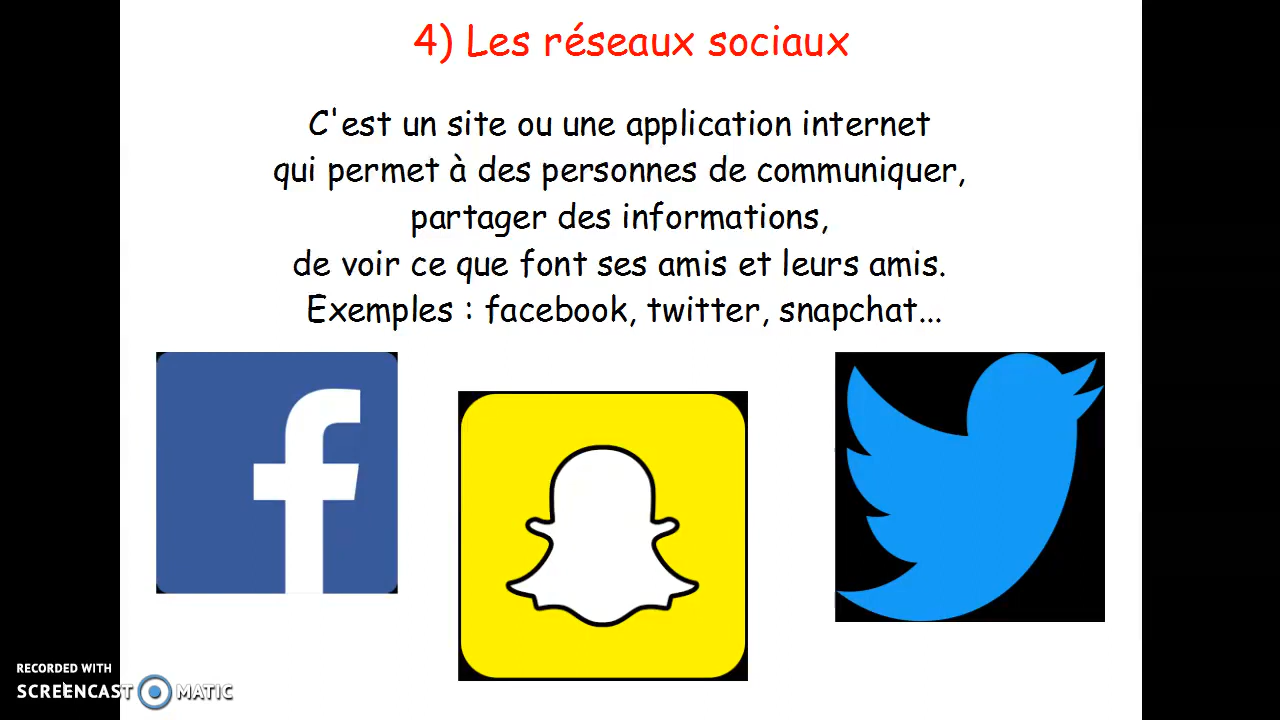 4) Les réseaux sociaux
C'est un site ou une application internet
qui permet à des personnes de communiquer,
partager des informations,
de voir ce que font ses amis et leurs amis.
Exemples : facebook, twitter, snapchat...
f
RECORDED WITH
SCREENCAST MATIC